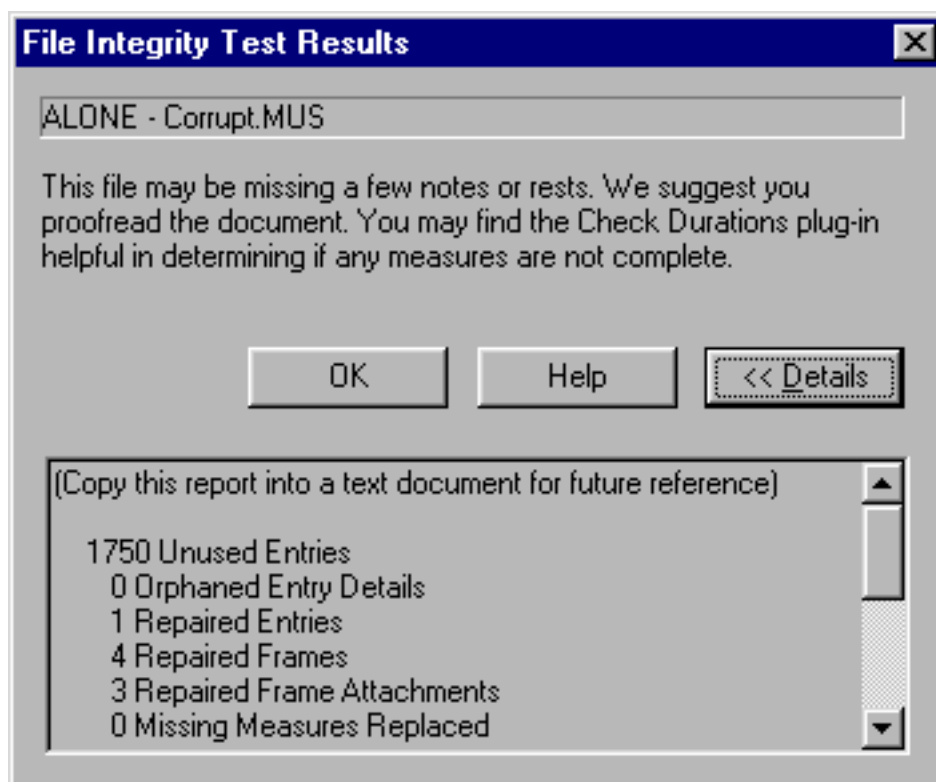 File Integrity Test Results
ALONE - Corrupt.MUS
This file may be missing a few notes or rests. We suggest you
proofread the document. You may find the Check Durations plug-in
helpful in determining if any measures are not complete.
OK
Help
<< Details
(Copy this report into a text document for future reference)
1750 Unused Entries
0 Orphaned Entry Details
1 Repaired Entries
4 Repaired Frames
3 Repaired Frame Attachments
0 Missing Measures Replaced